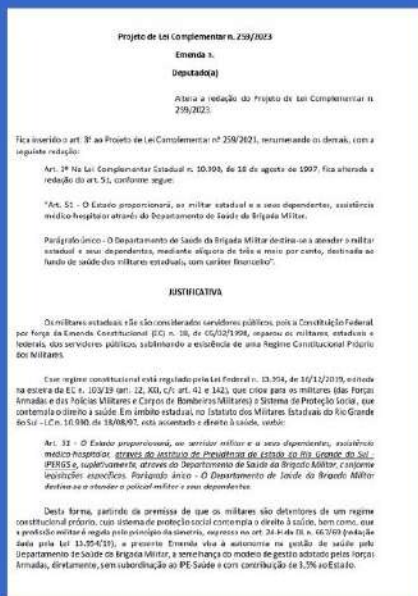 Projeto de Lei Complementar n. 259/2023
Emenda n.
Deputado(a)
Altera a redação do Projeto de Lei Complementar n.
259/2023.
Fica inserido o art. 3º ao Projeto de Lei Complementar nº 259/2023, renumerando os demais, com a
seguinte redação:
Art. 3º Na Lei Complementar Estadual n. 10.990, de 18 de agosto de 1997, fica alterada a
redação do art. 51, conforme segue:
"Art. 51 - O Estado proporcionará, ao militar estadual e a seus dependentes, assistência
médico-hospitalar através do Departamento de Saúde da Brigada Militar.
Parágrafo único - O Departamento de Saúde da Brigada Militar destina-se a atender o militar
estadual e seus dependentes, mediante alíquota de três e meio por cento, destinada ao
fundo de saúde dos militares estaduais, com caráter financeiro".
JUSTIFICATIVA
Os militares estaduais não são considerados servidores públicos, pois a Constituição Federal,
por força da Emenda Constitucional (EC) n. 18, de 05/02/1998, separou os militares, estaduais e
federais, dos servidores públicos, sublinhando a existência de uma Regime Constitucional Próprio
dos Militares.
Esse regime constitucional está regulado pela Lei Federal n. 13.954, de 16/12/2019, editada
na esteira da EC n. 103/19 (art. 22, XXI, c/c art. 42 e 142), que criou para os militares (das Forças
Armadas e das Polícias Militares e Corpos de Bombeiros Militares) o Sistema de Proteção Social, que
contempla o direito à saúde. Em âmbito estadual, no Estatuto dos Militares Estaduais do Rio Grande
do Sul - LC n. 10.990, de 18/08/97, está assentado o direito à saúde, verbis:
Art. 51 - O Estado proporcionará, ao servidor militar e a seus dependentes, assistência
médico-hospitalar, através do Instituto de Previdência do Estado do Rio Grande do Sul -
IPERGS e, supletivamente, através do Departamento de Saúde da Brigada Militar, conforme
legislações específicas. Parágrafo único - O Departamento de Saúde da Brigada Militar
destina-se a atender o policial militar e seus dependentes.
Desta forma, partindo da premissa de que os militares são detentores de um regime
constitucional próprio, cujo sistema de proteção social contempla o direito à saúde, bem como, que
a profissão militar é regida pelo princípio da simetria, expresso no art. 24-H da DL n. 667/69 (redação
dada pela Lei 13.954/19), a presente Emenda visa à autonomia na gestão de saúde pelo
Departamento de Saúde da Brigada Militar, a semelhança do modelo de gestão adotado pelas Forças
Armadas, diretamente, sem subordinação ao IPE-Saúde e com contribuição de 3,5% ao Estado.